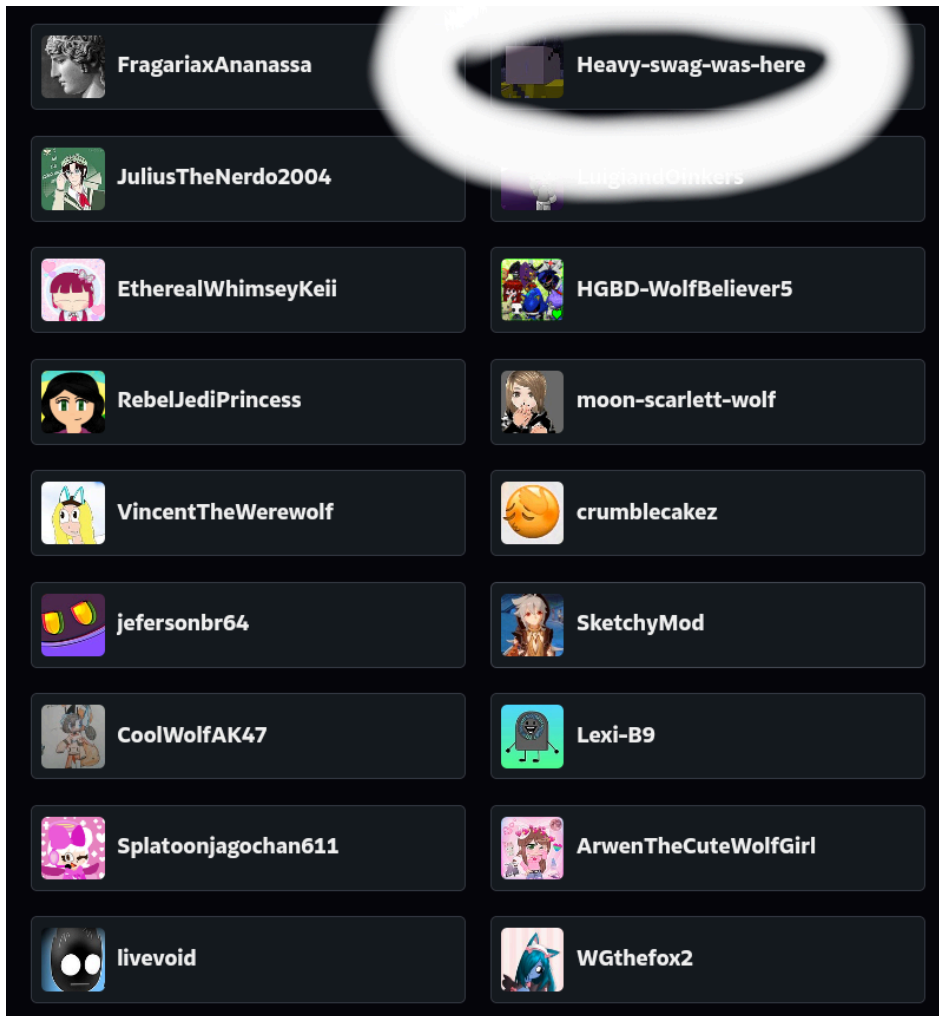 FragariaxAnanassa
Heavy-swag-was-here
JuliusTheNerdo2004
LuigiandOinkers
EtherealWhimseyKeii
HGBD-WolfBeliever5
RebelJediPrincess
moon-scarlett-wolf
VincentTheWerewolf
crumblecakez
jefersonbr64
SketchyMod
CoolWolfAK47
Lexi-B9
Splatoonjagochan611
ArwenTheCuteWolfGirl
livevoid
WGthefox2